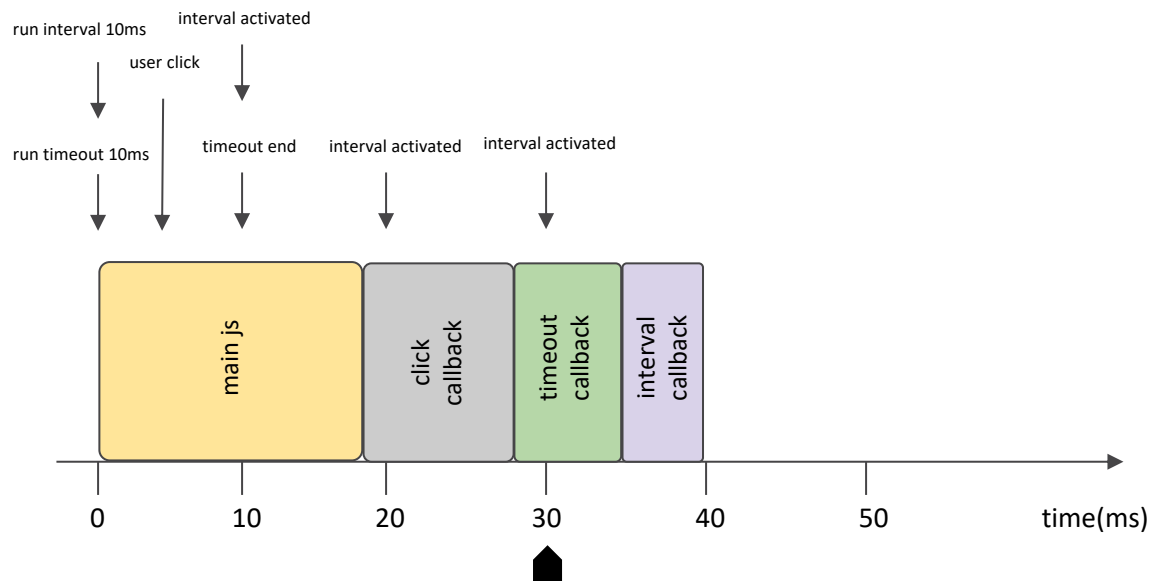 interval activated
run interval 10ms
user click
run timeout 10ms
timeout end
interval activated
interval activated
main js
click
callback
timeout
callback
interval
callback
0
10
20
30
40
50
time(ms)